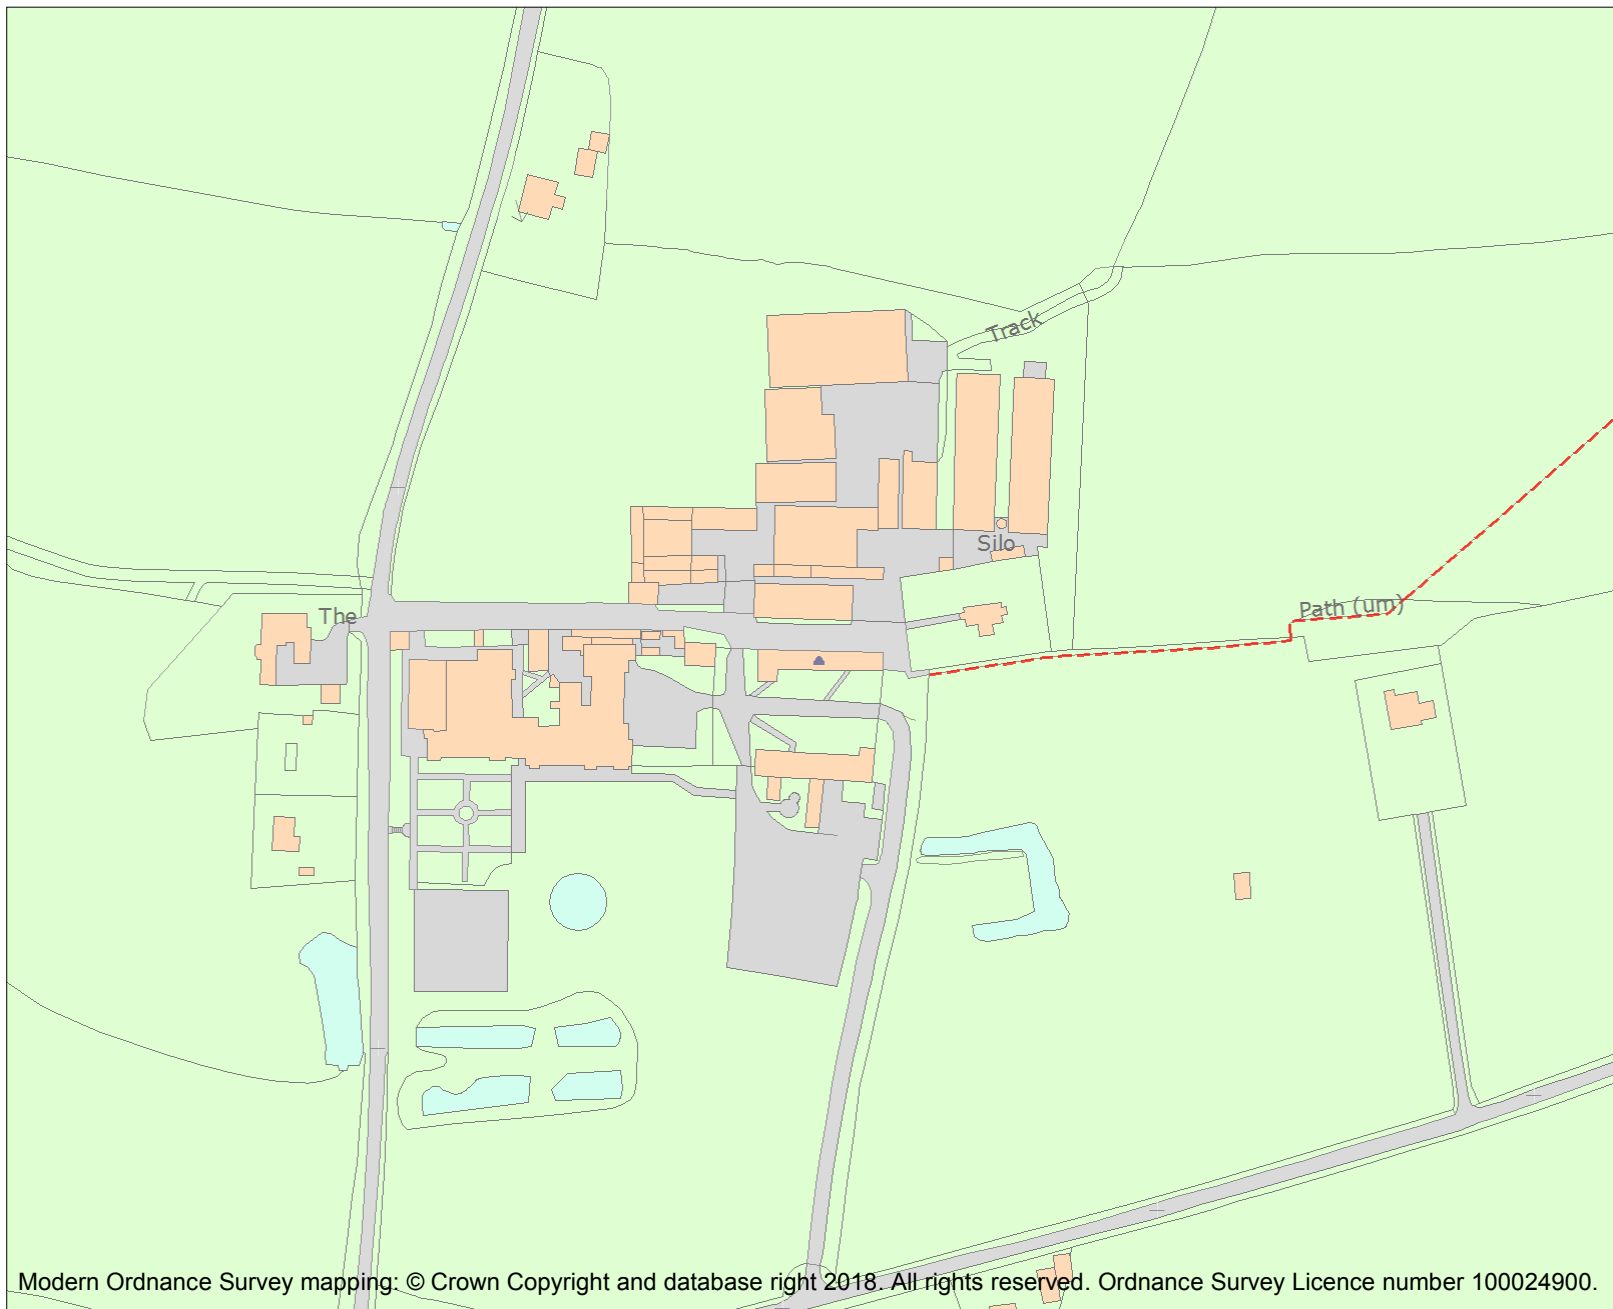 Track
Silo
Path (um)
The
Modern Ordnance Survey mapping: © Crown Copyright and database right 2018. All rights reserved. Ordnance Survey Licence number 100024900.